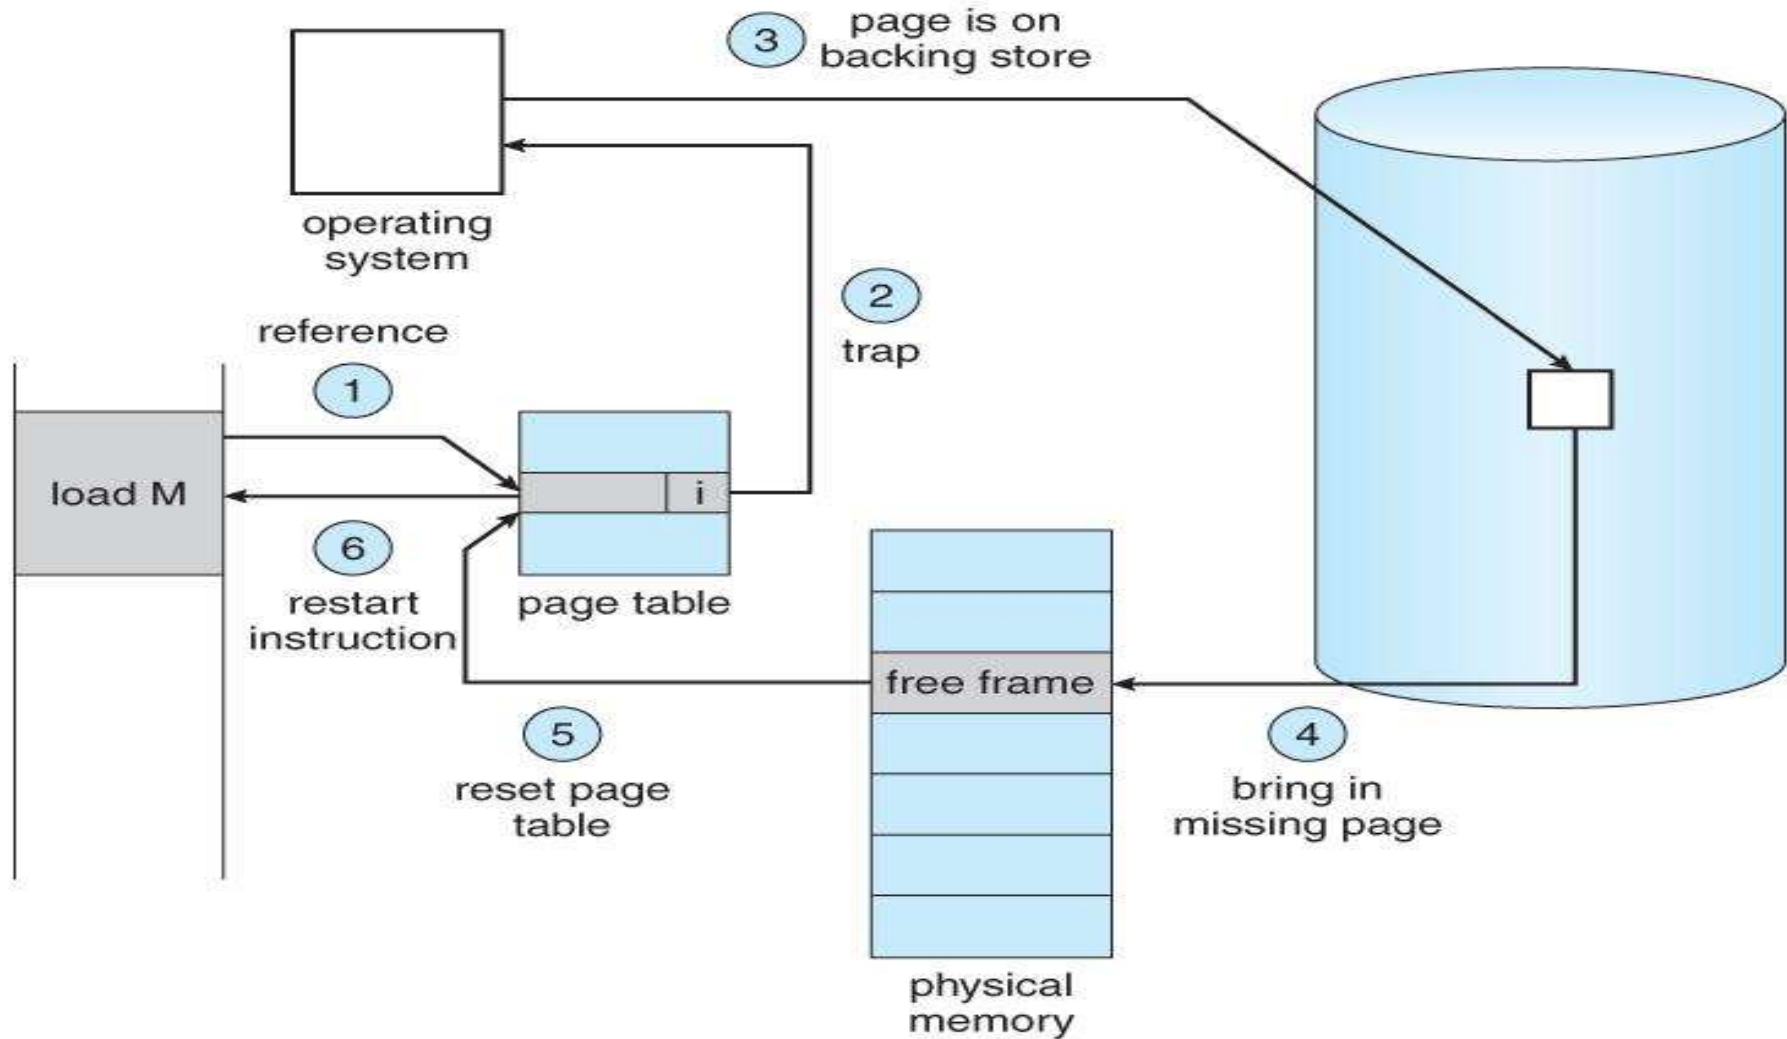 3
page is on
backing store
operating
system
2
trap
reference
1
load M
i
6
restart
instruction
page table
free frame
5
reset page
table
4
bring in
missing page
physical
memory